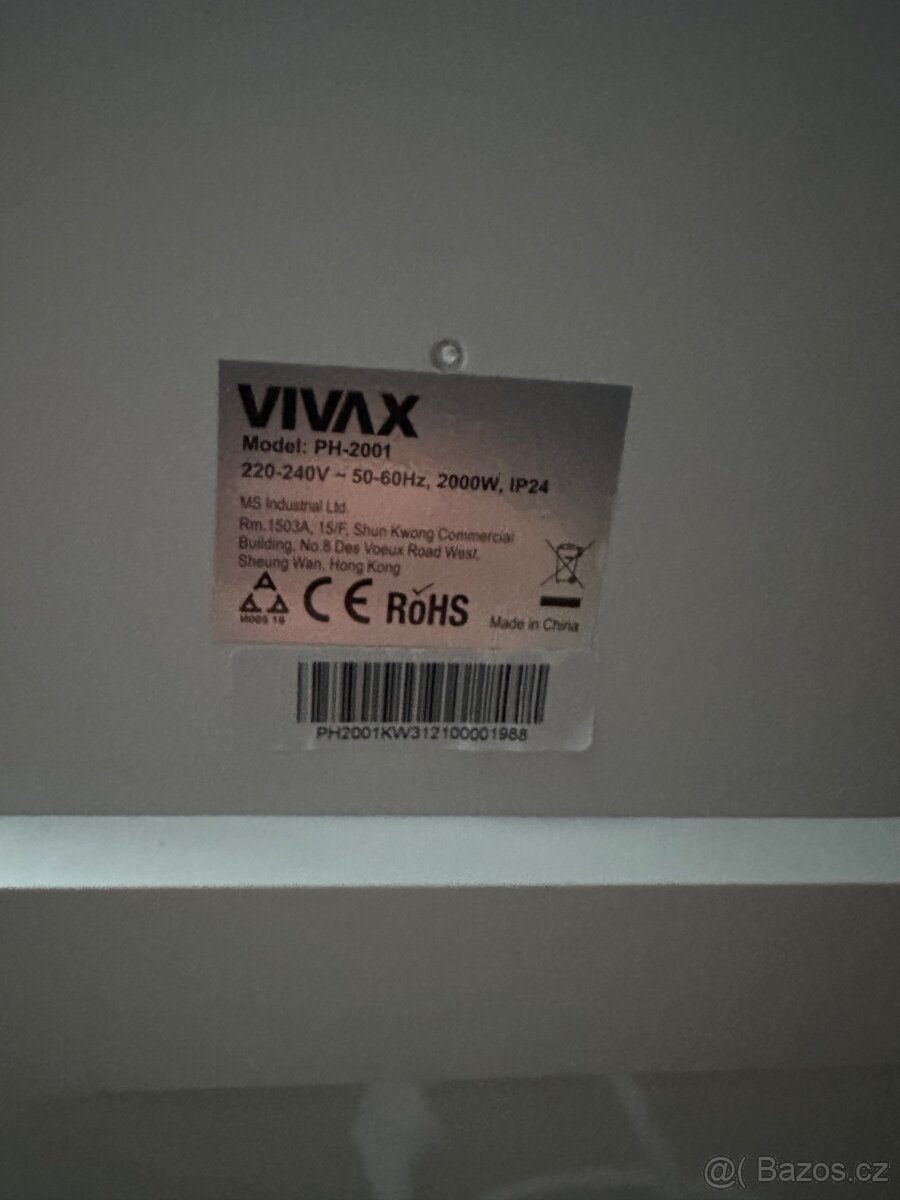 VIVAX
Model: PH-2001
220-240V ~ 50-60Hz, 2000W, IP24
MS Industrial Ltd.
Rm.1503A, 15/F, Shun Kwong Commercial
Building, No.8 Des Voeux Road West,
Sheung Wan, Hong Kong
CE RoHS Made in China
PH2001KW312100001988
@( Bazos.cz